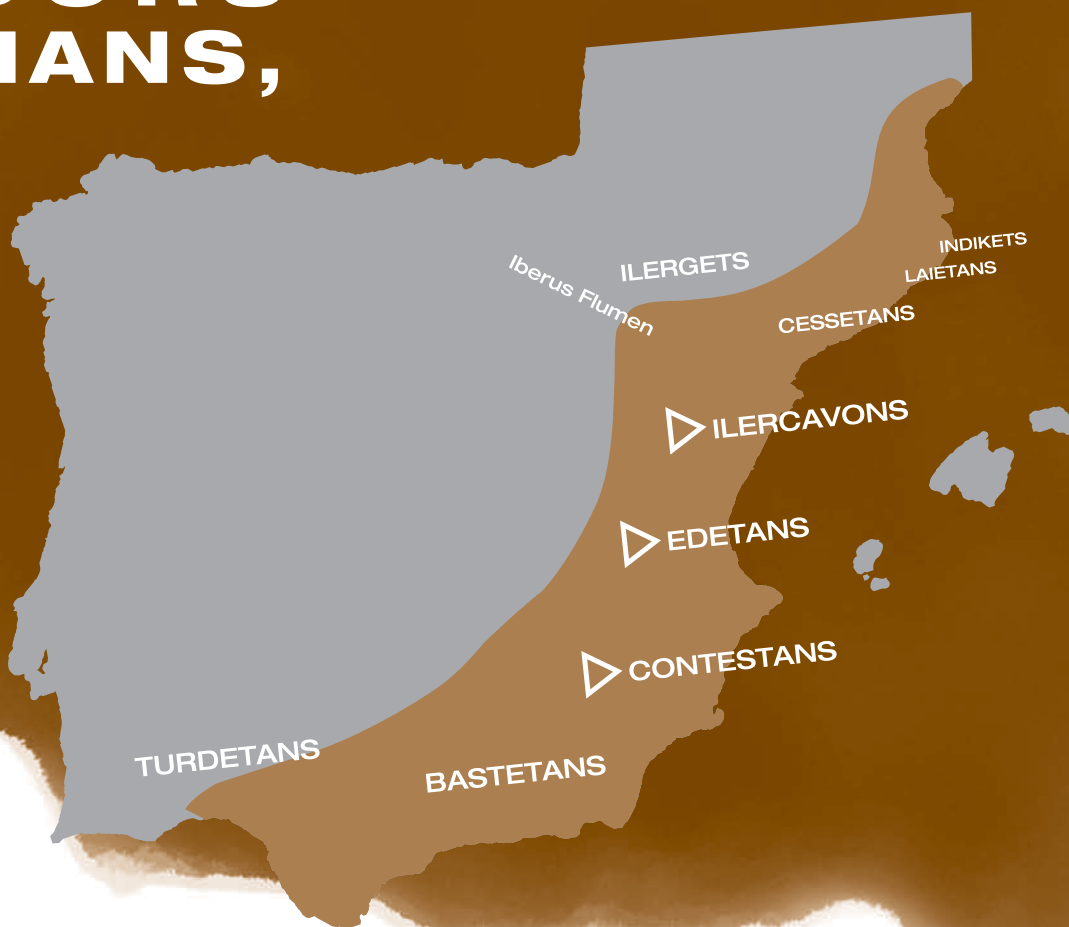 IANS,
INDIKETS
ILERGETS
LAIETANS
Iberus Flumen
CESSETANS
ILERCAVONS
EDETANS
CONTESTANS
TURDETANS
BASTETANS